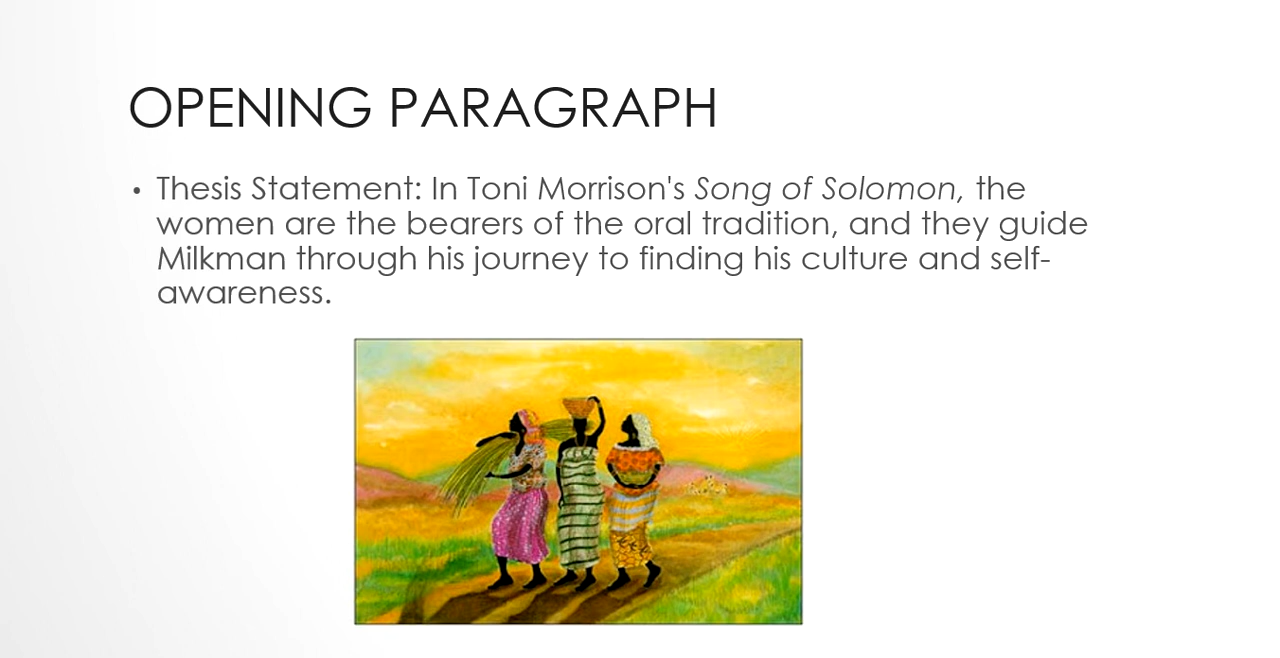 OPENING PARAGRAPH
• Thesis Statement: In Toni Morrison's Song of Solomon, the
women are the bearers of the oral tradition, and they guide
Milkman through his journey to finding his culture and self-
awareness.